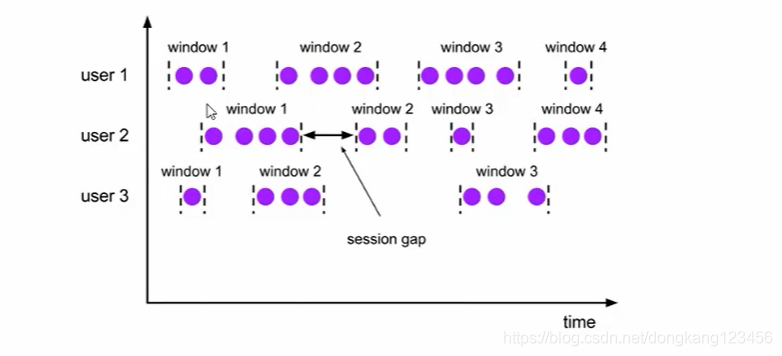 window 1 window 2 window 3 window 4
user 1
window 1 window 2 window 3 window 4
user 2
window 1 window 2 window 3
user 3
session gap
time
https://blog.csdn.net/dongkang123456